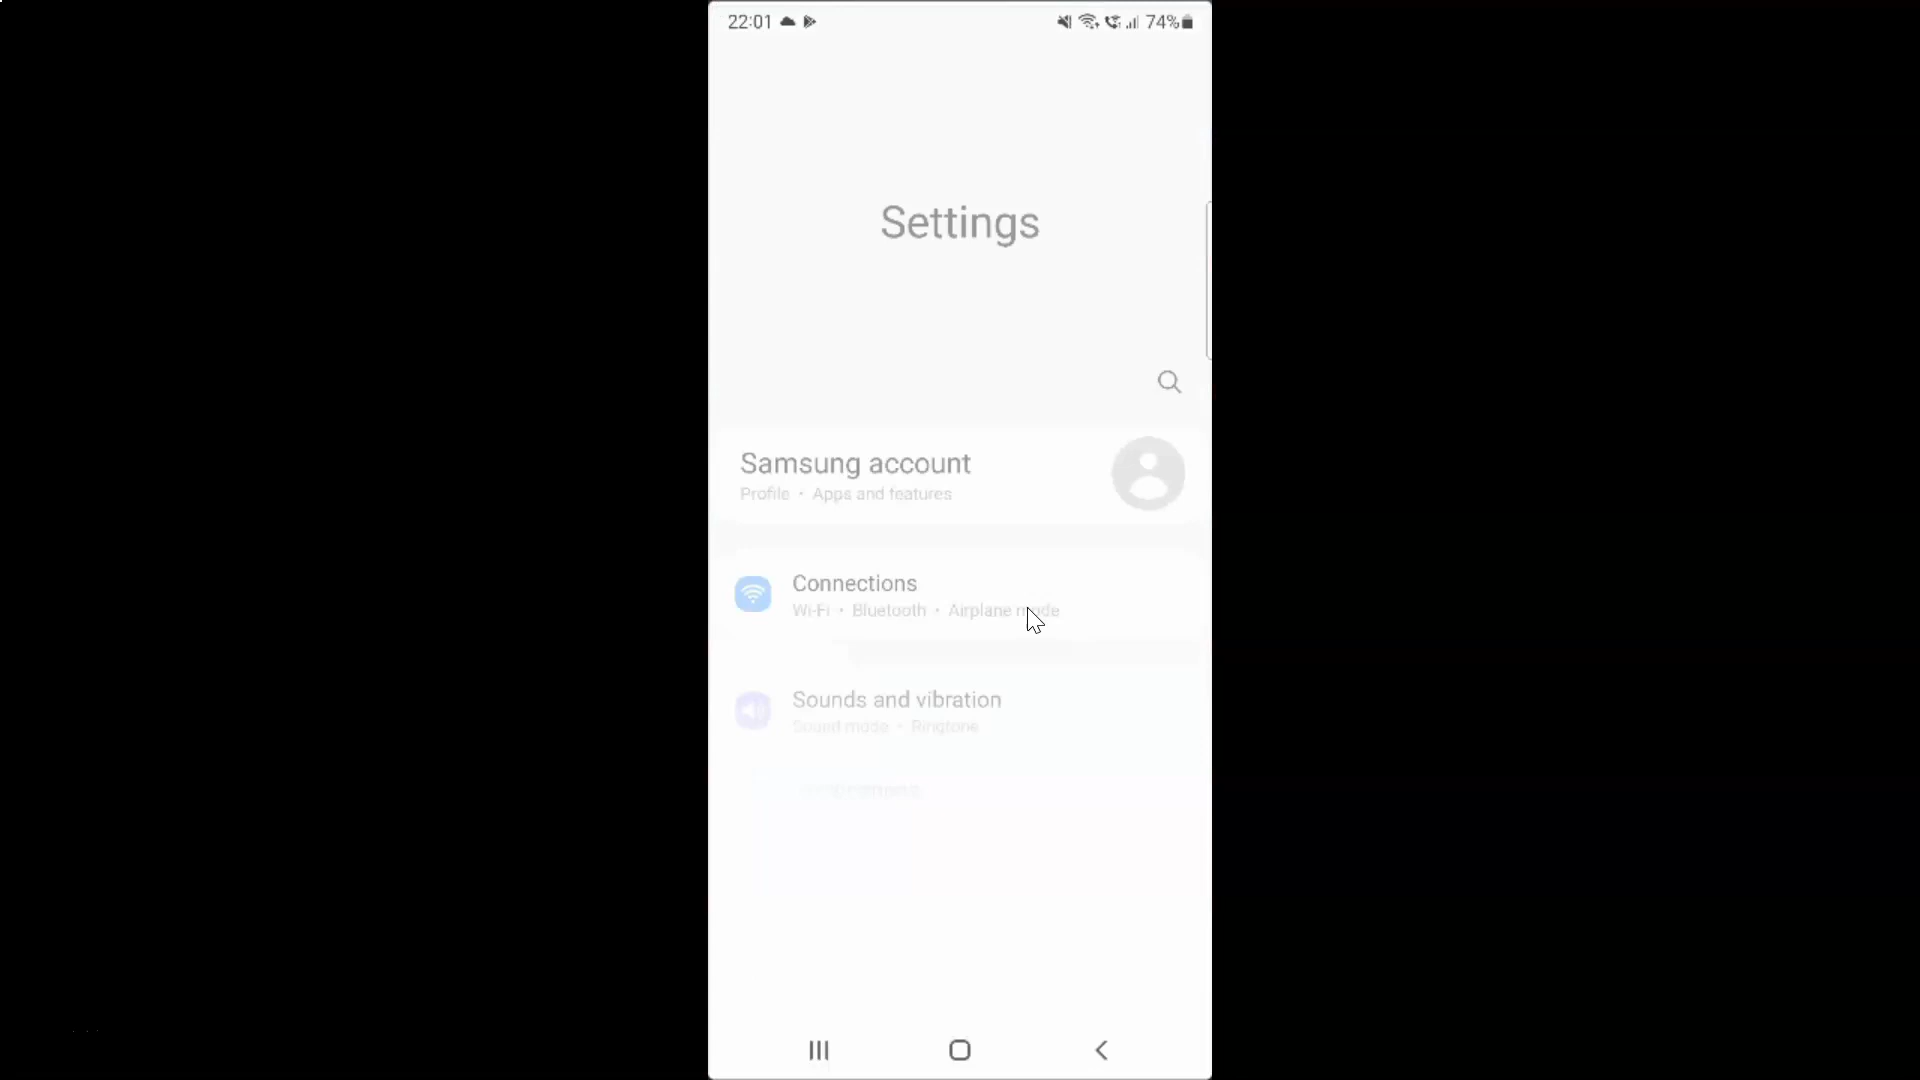 22:01 74%
Settings
Samsung account
Profile • Apps and features
Connections
Wi-Fi • Bluetooth • Airplane mode
Sounds and vibration
Sound mode • Ringtone